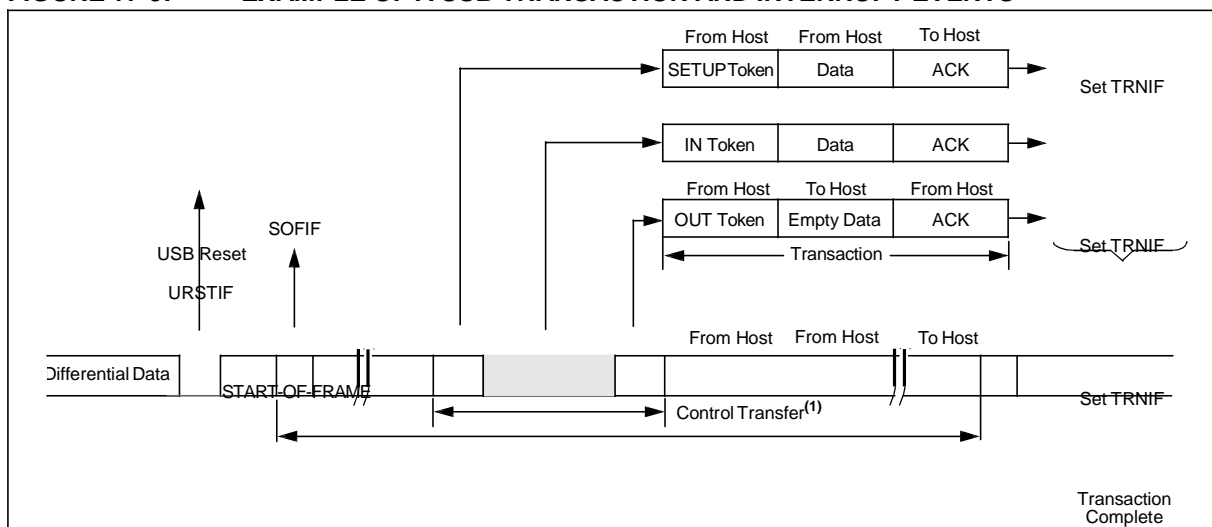 From Host From Host To Host
SETUPToken Data ACK
Set TRNIF
IN Token Data ACK
From Host To Host From Host
OUT Token Empty Data ACK
SOFIF
USB Reset
Set TRNIF
Transaction
URSTIF
From Host From Host To Host
Differential Data
START-OF-FRAME
Set TRNIF
Control Transfer(1)
Transaction
Complete